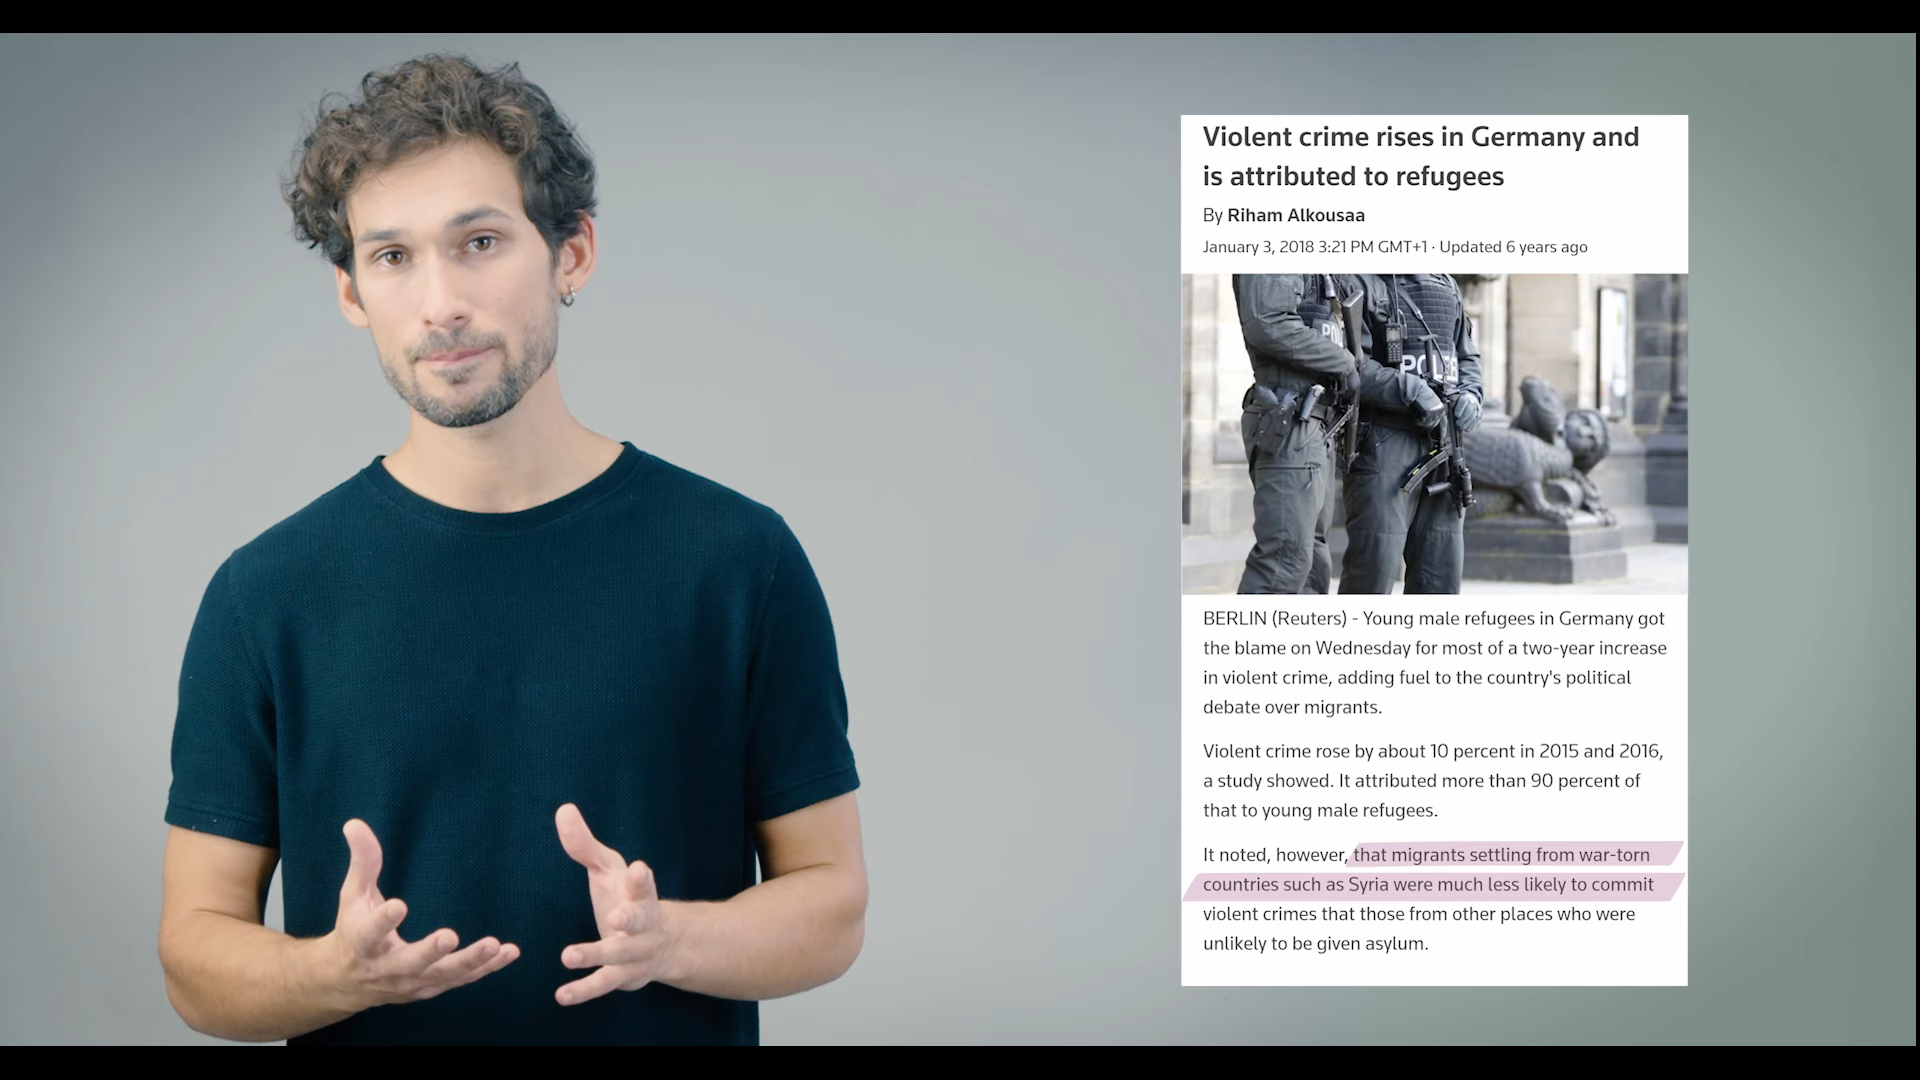 Violent crime rises in Germany and
is attributed to refugees
By Riham Alkousaa
January 3, 2018 3:21 PM GMT+1 · Updated 6 years ago
POLIZEI
BERLIN (Reuters) - Young male refugees in Germany got
the blame on Wednesday for most of a two-year increase
in violent crime, adding fuel to the country's political
debate over migrants.
Violent crime rose by about 10 percent in 2015 and 2016,
a study showed. It attributed more than 90 percent of
that to young male refugees.
It noted, however, that migrants settling from war-torn
countries such as Syria were much less likely to commit
violent crimes that those from other places who were
unlikely to be given asylum.